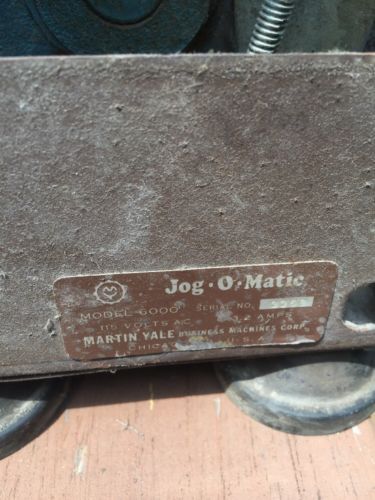 Jog·O·Matic
MODEL 6000 SERIAL NO.
115 VOLTS AC AMPS
MARTIN YALE BUSINESS MACHINES CORP.
U.S.A.